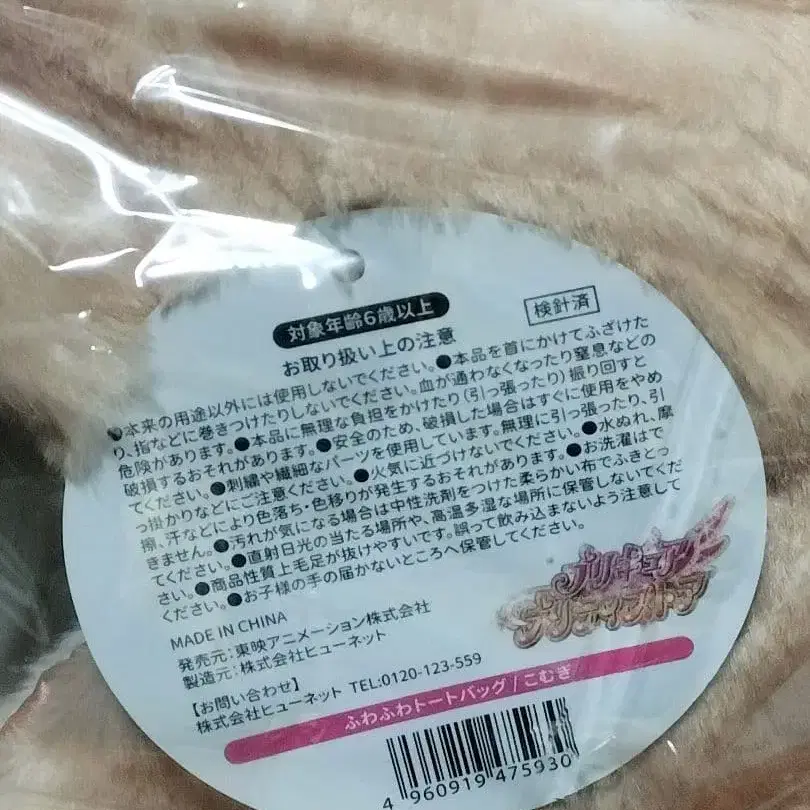 対象年齢6歳以上
検針済
お取り扱い上の注意
●本来の用途以外には使用しないでください。●本品を首にかけてふざけた
り、指などに巻きつけたりしないでください。血が通わなくなったり窒息などの
危険があります。●本品に無理な負担をかけたり(引っ張ったり)振り回すと
破損するおそれがあります。●安全のため、破損した場合はすぐに使用をやめ
てください。●刺繍や繊細なパーツを使用しています。無理に引っ張ったり、引
っ掛かりなどにご注意ください。●火気に近づけないでください。●水ぬれ、摩
擦、汗などにより色落ち・色移りが発生するおそれがあります。●お洗濯はで
きません。●汚れが気になる場合は中性洗剤をつけた柔らかい布でふきとっ
てください。●直射日光の当たる場所や、高温多湿な場所に保管しないでくだ
さい。●商品性質上毛足が抜けやすいです。誤って飲み込まないよう注意して
ください。●お子様の手の届かないところへ保管してください。
プリキュア
プリティストア
MADE IN CHINA
発売元:東映アニメーション株式会社
製造元:株式会社ヒューネット
【お問い合わせ】
株式会社ヒューネット TEL:0120-123-559
ふわふわトートバッグ/こむぎ
4 960919 475930